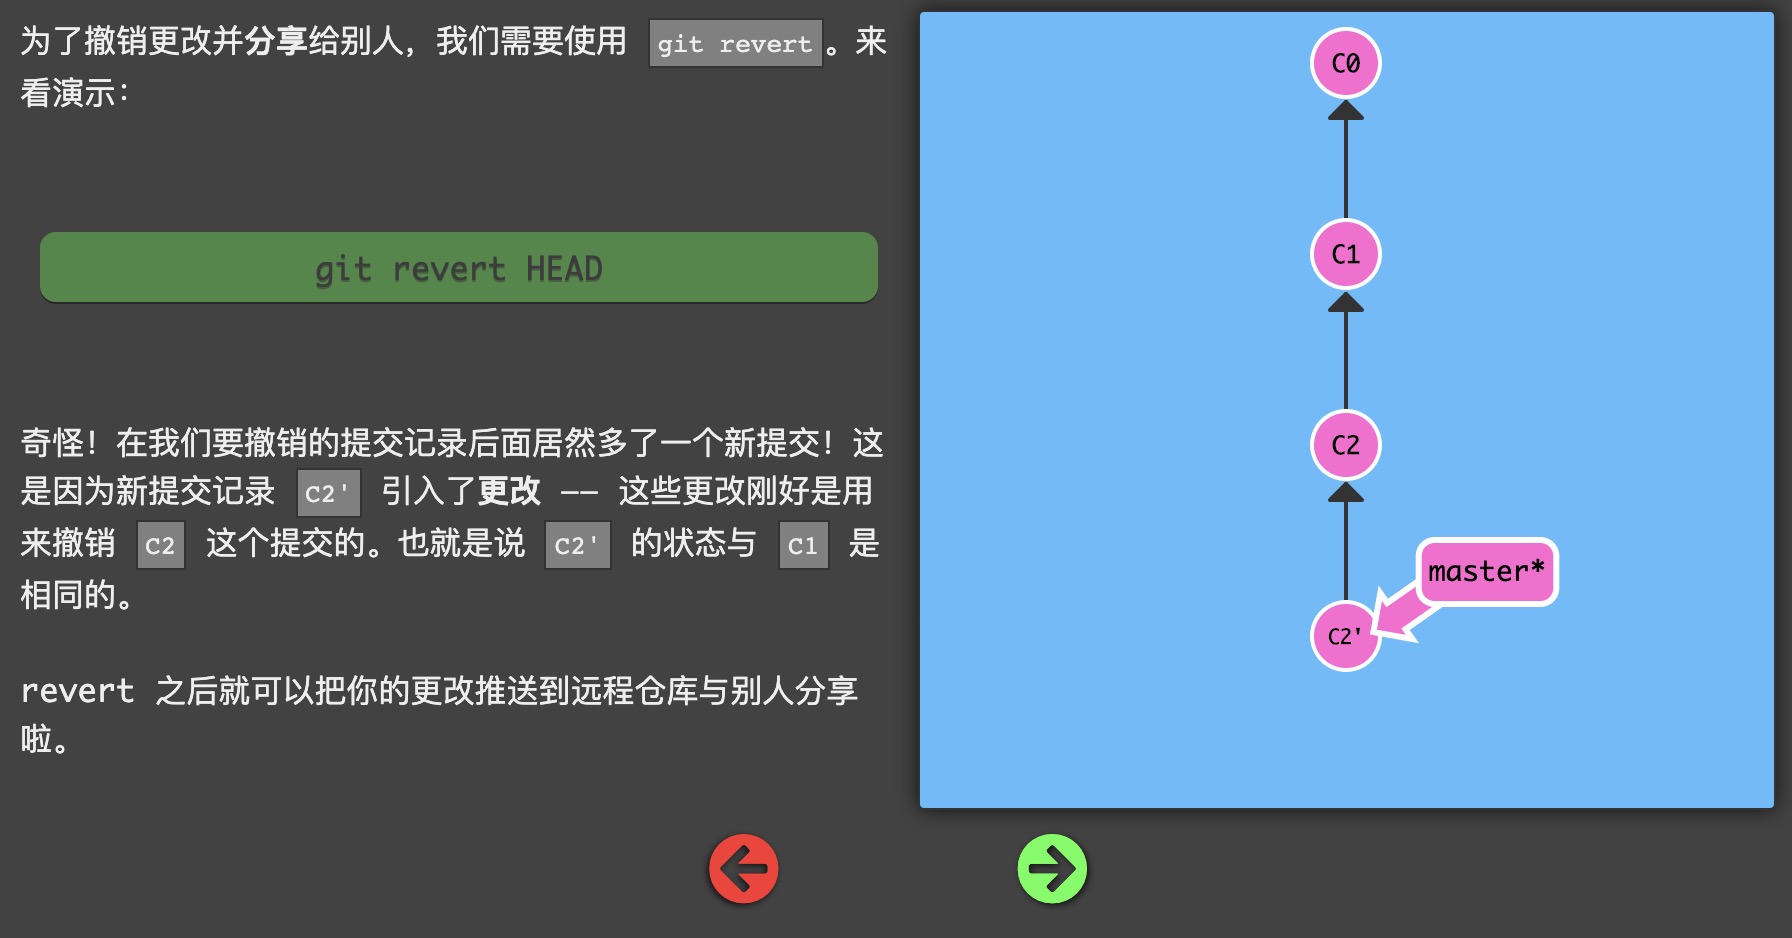 为了撤销更改并分享给别人，我们需要使用 git revert。来
看演示：
git revert HEAD
奇怪！在我们要撤销的提交记录后面居然多了一个新提交！这
是因为新提交记录 C2' 引入了更改 —— 这些更改刚好是用
来撤销 C2 这个提交的。也就是说 C2' 的状态与 C1 是
相同的。
revert 之后就可以把你的更改推送到远程仓库与别人分享
啦。
C0
C1
C2
master*
C2'